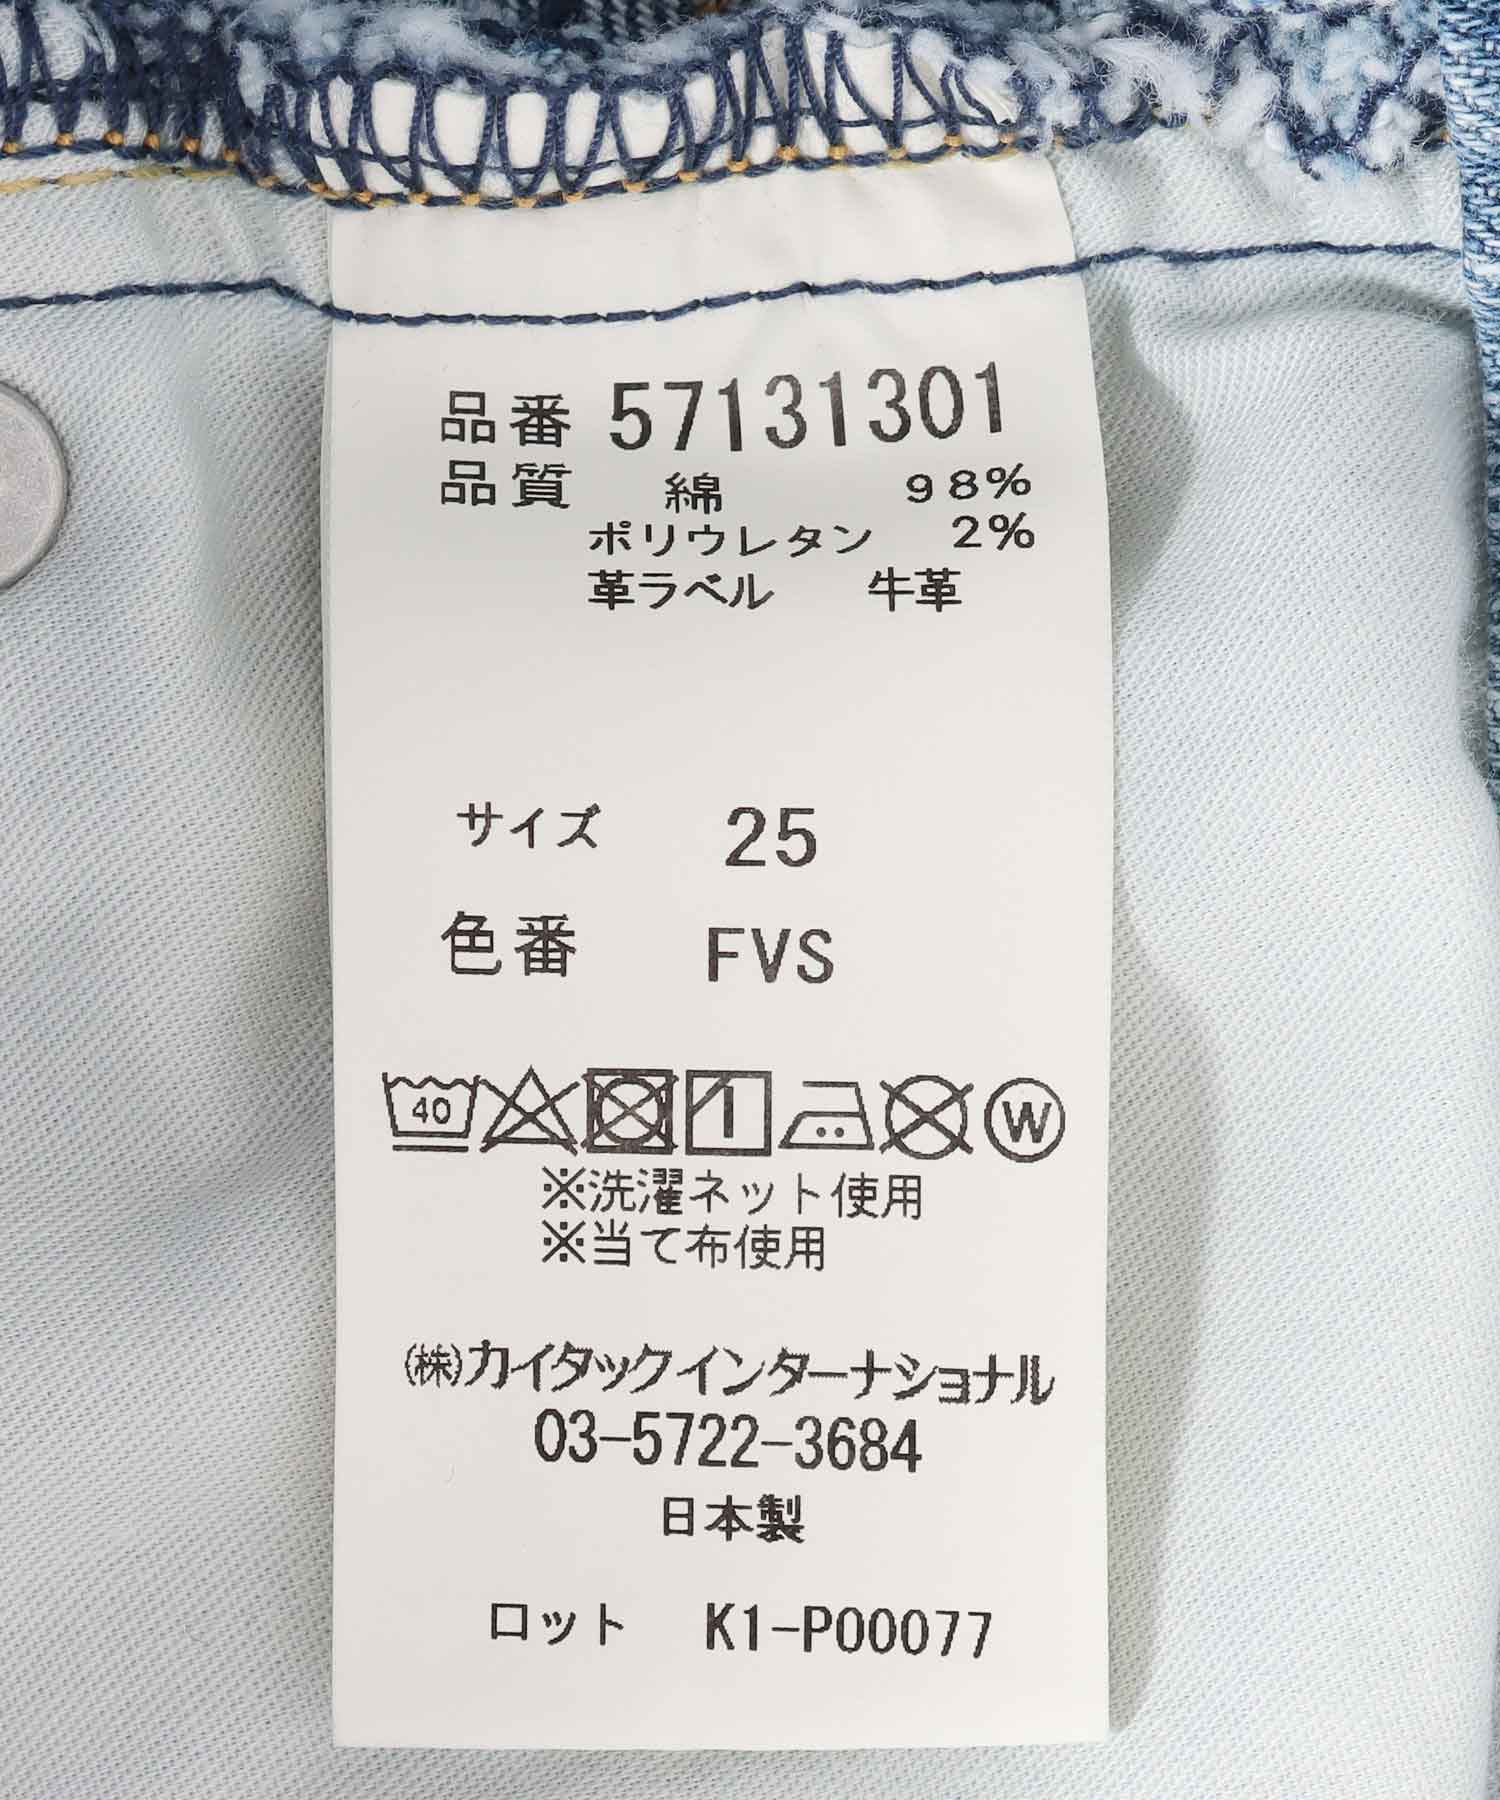 品番 57131301
品質 綿 98%
ポリウレタン 2%
革ラベル 牛革
サイズ 25
色番 FVS
40 W
※洗濯ネット使用
※当て布使用
㈱カイタックインターナショナル
03-5722-3684
日本製
ロット K1-P00077